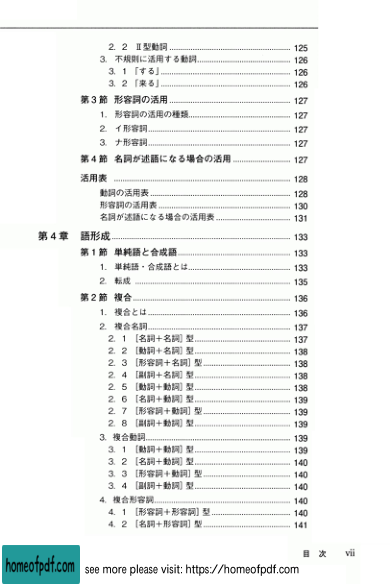 2. 2 Ⅱ型動詞 125
3. 不規則に活用する動詞 126
3. 1 「する」 126
3. 2 「来る」 126
第3節 形容詞の活用 127
1. 形容詞の活用の種類 127
2. イ形容詞 127
3. ナ形容詞 127
第4節 名詞が述語になる場合の活用 127
活用表 128
動詞の活用表 128
形容詞の活用表 130
名詞が述語になる場合の活用表 131
第4章 語形成 133
第1節 単純語と合成語 133
1. 単純語・合成語とは 133
2. 転成 135
第2節 複合 136
1. 複合とは 136
2. 複合名詞 137
2. 1 [名詞+名詞] 型 137
2. 2 [動詞+名詞] 型 138
2. 3 [形容詞+名詞] 型 138
2. 4 [副詞+名詞] 型 138
2. 5 [動詞+動詞] 型 138
2. 6 [名詞+動詞] 型 139
2. 7 [形容詞+動詞] 型 139
2. 8 [副詞+動詞] 型 139
3. 複合動詞 139
3. 1 [動詞+動詞] 型 139
3. 2 [名詞+動詞] 型 140
3. 3 [形容詞+動詞] 型 140
3. 4 [副詞+動詞] 型 140
4. 複合形容詞 140
4. 1 [形容詞+形容詞] 型 140
4. 2 [名詞+形容詞] 型 141
目 次 vii
homeofpdf.com see more please visit: https://homeofpdf.com